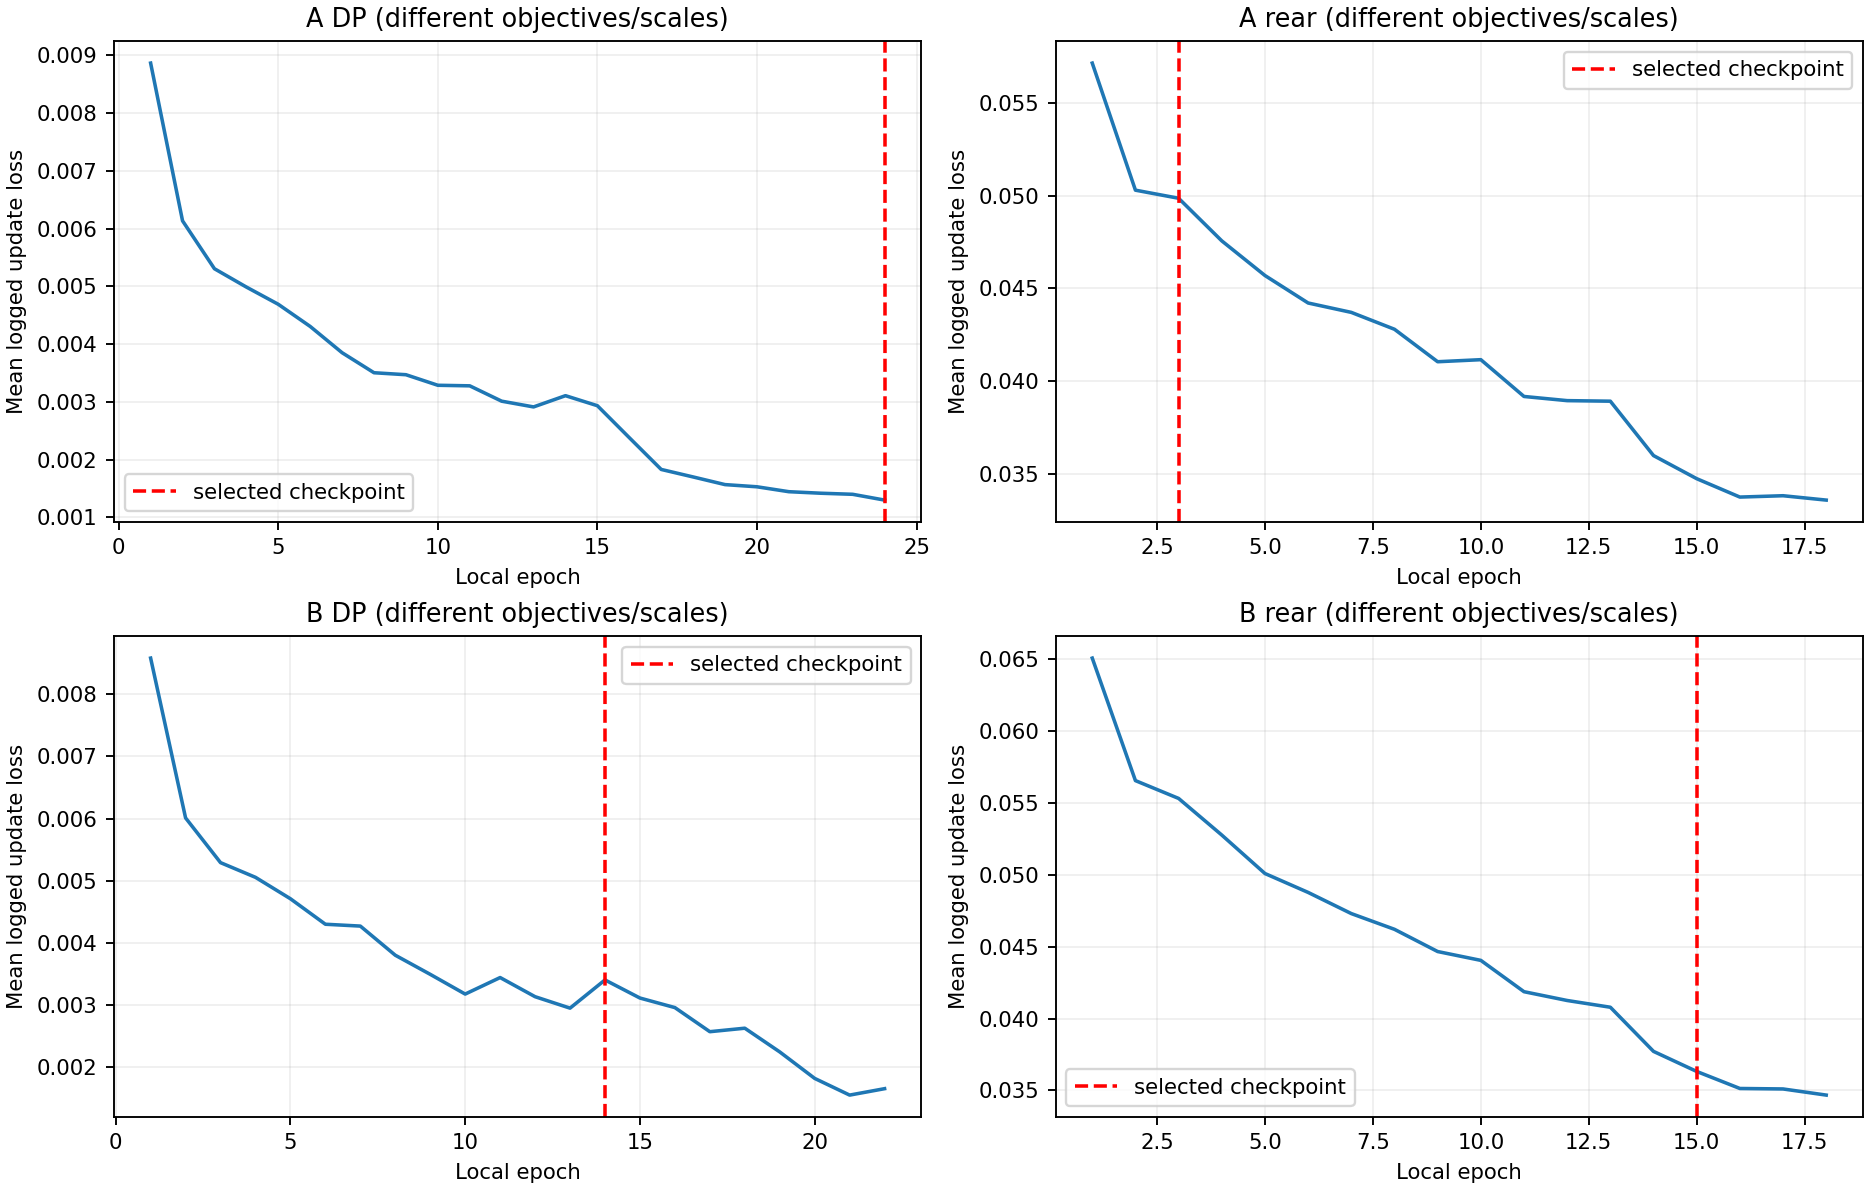 A DP (different objectives/scales)
Mean logged update loss
0.009
0.008
0.007
0.006
0.005
0.004
0.003
0.002
0.001
selected checkpoint
0 5 10 15 20 25
Local epoch
A rear (different objectives/scales)
Mean logged update loss
selected checkpoint
0.055
0.050
0.045
0.040
0.035
2.5 5.0 7.5 10.0 12.5 15.0 17.5
Local epoch
B DP (different objectives/scales)
Mean logged update loss
selected checkpoint
0.008
0.007
0.006
0.005
0.004
0.003
0.002
0 5 10 15 20
Local epoch
B rear (different objectives/scales)
Mean logged update loss
0.065
0.060
0.055
0.050
0.045
0.040
0.035
selected checkpoint
2.5 5.0 7.5 10.0 12.5 15.0 17.5
Local epoch